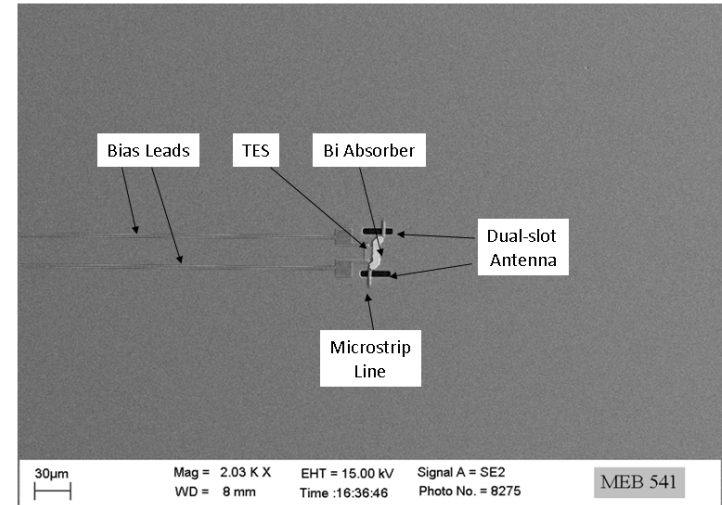 Bias Leads
TES
Bi Absorber
Dual-slot
Antenna
Microstrip
Line
30µm
Mag = 2.03 K X
EHT = 15.00 kV
Signal A = SE2
MEB 541
WD = 8 mm
Time :16:36:46
Photo No. = 8275